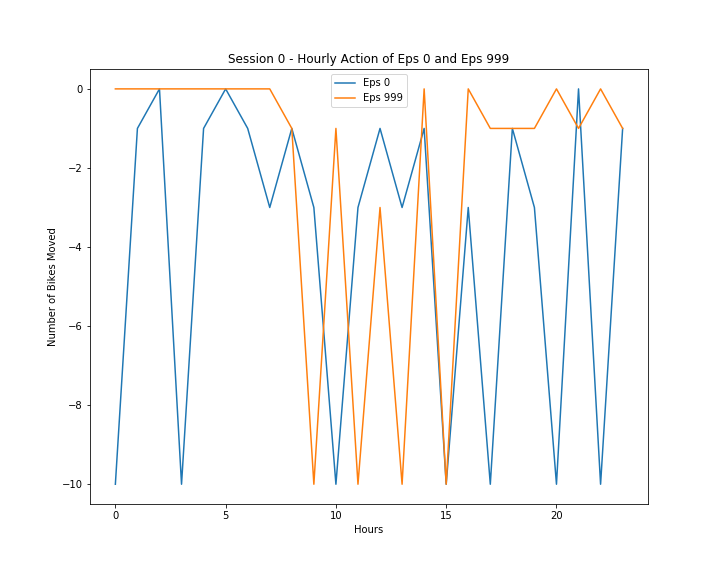 Session 0 - Hourly Action of Eps 0 and Eps 999
Eps 0
Eps 999
Number of Bikes Moved
0
−2
−4
−6
−8
−10
0
5
10
15
20
Hours